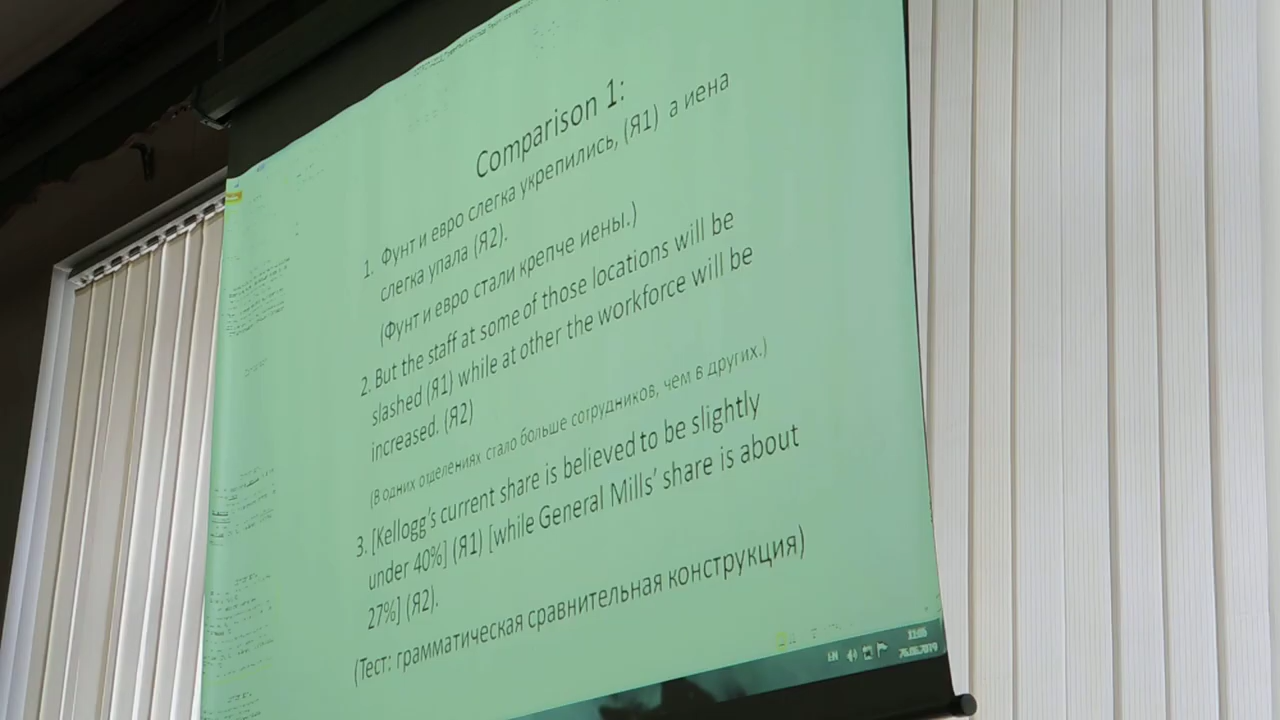 Comparison 1:
1. Фунт и евро слегка укрепились, (Я1) а иена
слегка упала (Я2).
(Фунт и евро стали крепче иены.)
2. But the staff at some of those locations will be
slashed (Я1) while at other the workforce will be
increased. (Я2)
(В одних отделениях стало больше сотрудников, чем в других.)
3. [Kellogg's current share is believed to be slightly
under 40%] (Я1) [while General Mills' share is about
27%] (Я2).
(Тест: грамматическая сравнительная конструкция)
EN